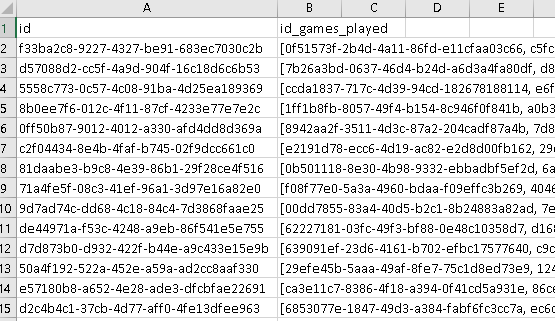 A B C D E
1 id id_games_played
2 f33ba2c8-9227-4327-be91-683ec7030c2b [0f51573f-2b4d-4a11-86fd-e11cfaa03c66, c5fc
3 d57088d2-cc5f-4a9d-904f-16c18d6c6b53 [7b26a3bd-0637-46d4-b24d-a6d3a4fa80df, d8
4 5558c773-0c57-4c08-91ba-4d25ea189369 [ccda1837-717c-4d39-94cd-182678188114, e6f
5 8b0ee7f6-012c-4f11-87cf-4233e77e7e2c [1ff1b8fb-8057-49f4-b154-8c946f0f841b, a0b3
6 0ff50b87-9012-4012-a330-afd4dd8d369a [8942aa2f-3511-4d3c-87a2-204cadf87a4b, 7d8
7 c2f04434-8e4b-4faf-b745-02f9dcc661c0 [e2191d78-ecc6-4d19-ac82-e2d8d00fb162, 29
8 81daabe3-b9c8-4e39-86b1-29f28ce4f516 [0b501118-8e30-4b98-9332-ebbadbf5ef2d, 6a
9 71a4fe5f-08c3-41ef-96a1-3d97e16a82e0 [f08f77e0-5a3a-4960-bdaa-f09effc3b269, 4046
10 9d7ad74c-dd68-4c18-84c4-7d3868faae25 [00dd7855-83a4-40d5-b2c1-8b24883a82ad, 7e
11 de44971a-f53c-4248-a9eb-86f541e5e755 [62227181-03fc-49f3-bf88-0e48c10358d7, d168
12 d7d873b0-d932-422f-b44e-a9c433e15e9b [639091ef-23d6-4161-b702-efbc17577640, c9c
13 50a4f192-522a-452e-a59a-ad2cc8aaf330 [29efe45b-5aaa-49af-8fe7-75c1d8ed73e9, 124
14 e57180b8-a652-4e28-ade3-dfcbfae22691 [ca3e11c7-8386-4f18-a394-0f41cd5a931e, 86ce
15 d2c4b4c1-37cb-4d77-aff0-4fe13dfee963 [6853077e-1847-49d3-a384-fabf6fc3cc7a, ec6c